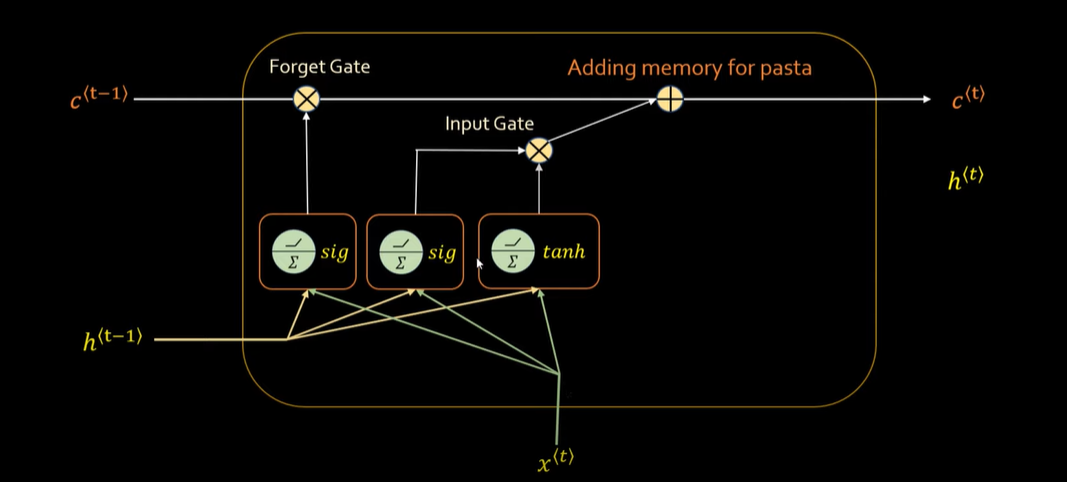 Forget Gate
Adding memory for pasta
c⟨t−1⟩
c⟨t⟩
Input Gate
h⟨t⟩
Σ sig
Σ sig
Σ tanh
h⟨t−1⟩
x⟨t⟩